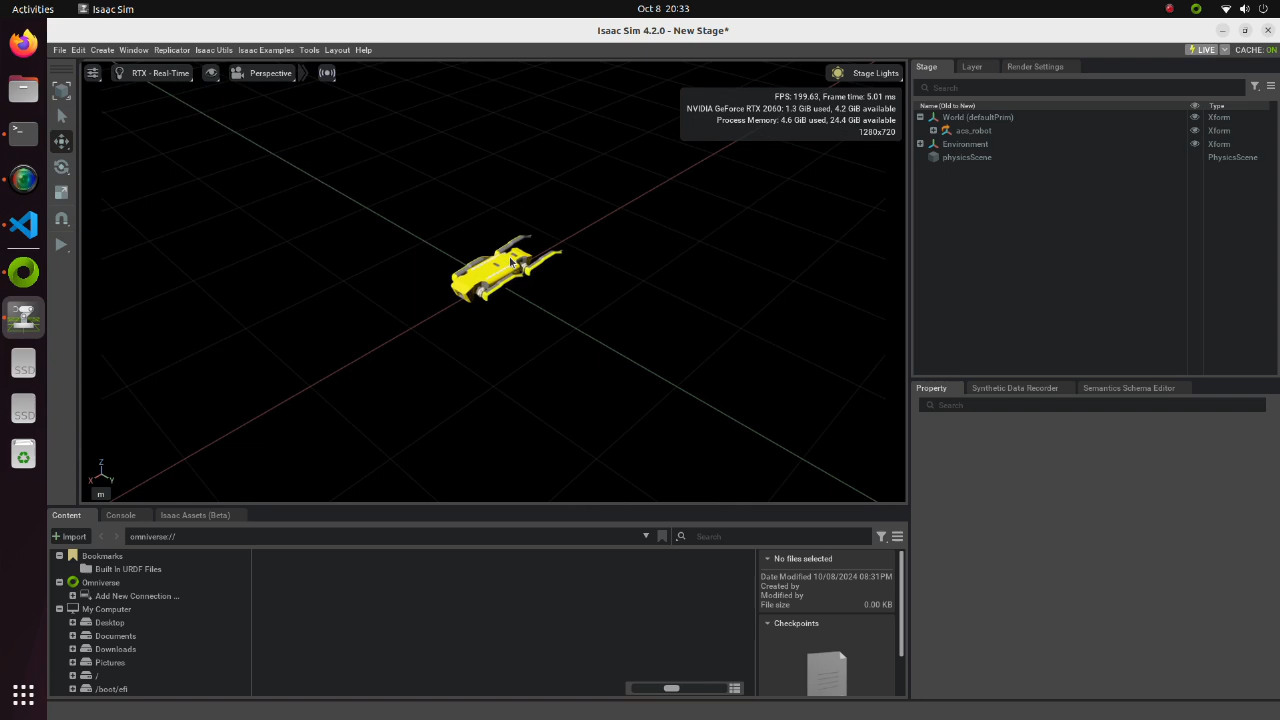 Activities Isaac Sim Oct 8 20:33
Isaac Sim 4.2.0 - New Stage*
File Edit Create Window Replicator Isaac Utils Isaac Examples Tools Layout Help LIVE CACHE: ON
RTX - Real-Time Perspective Stage Lights
FPS: 199.63, Frame time: 5.01 ms
NVIDIA GeForce RTX 2060: 1.3 GiB used, 4.2 GiB available
Process Memory: 4.6 GiB used, 24.4 GiB available
1280x720
Z
X Y
m
Stage Layer Render Settings
Search
Name (Old to New) Type
World (defaultPrim) Xform
acs_robot Xform
Environment Xform
physicsScene PhysicsScene
Property Synthetic Data Recorder Semantics Schema Editor
Search
SSD
SSD
Content Console Isaac Assets (Beta)
Import omniverse:// Search
Bookmarks
Built In URDF Files
Omniverse
Add New Connection ...
My Computer
Desktop
Documents
Downloads
Pictures
/
/boot/efi
No files selected
Date Modified 10/08/2024 08:31PM
Created by
Modified by
File size 0.00 KB
Checkpoints